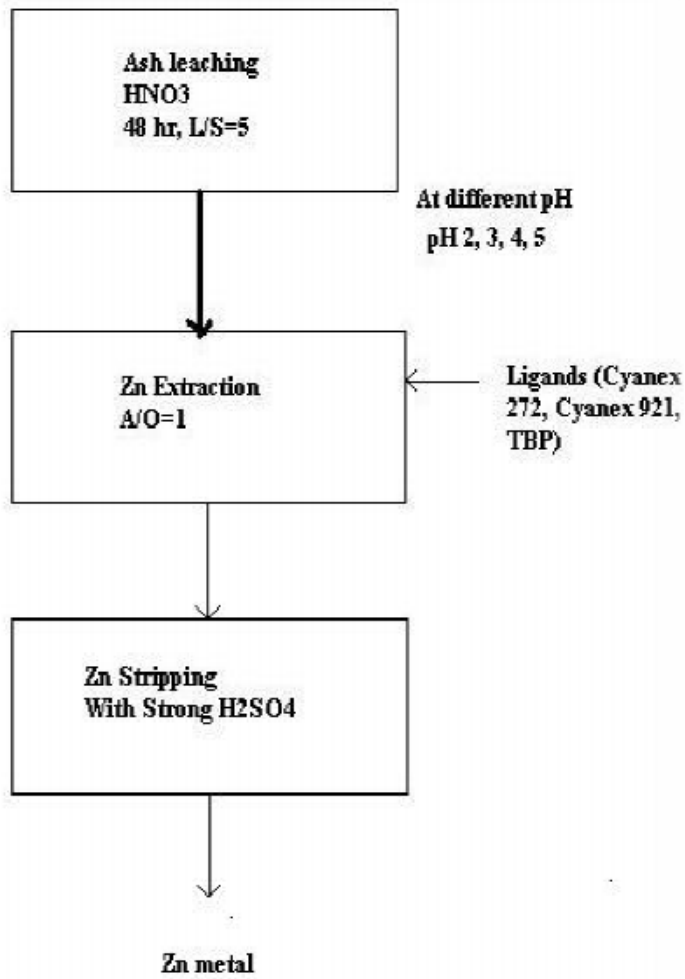 Ash leaching
HNO3
48 hr, L/S=5
At different pH
pH 2, 3, 4, 5
Zn Extraction
A/O=1
Ligands (Cyanex
272, Cyanex 921,
TBP)
Zn Stripping
With Strong H2SO4
Zn metal